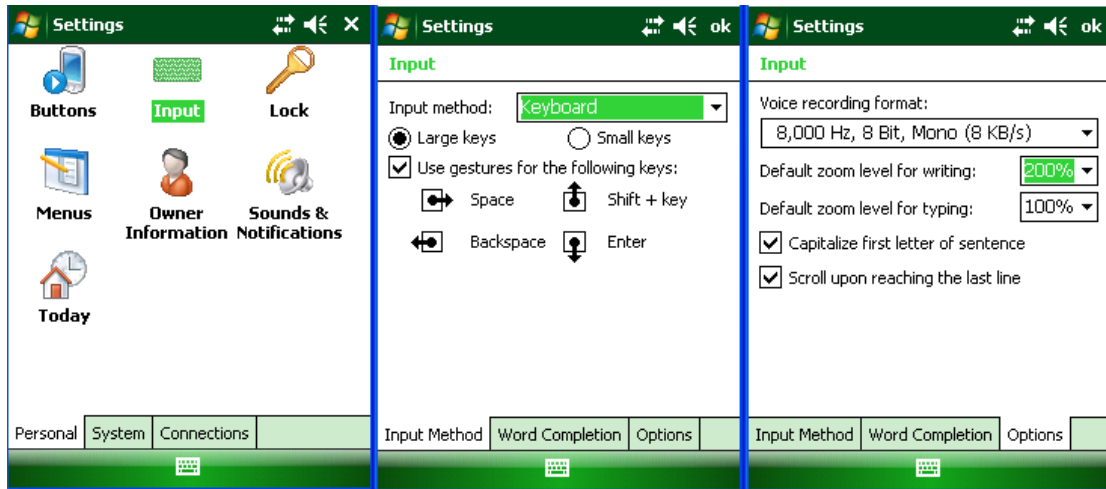 Settings
Buttons
Input
Lock
Menus
Owner Information
Sounds & Notifications
Today
Personal System Connections
Settings ok
Input
Input method: Keyboard
Large keys Small keys
Use gestures for the following keys:
Space Shift + key
Backspace Enter
Input Method Word Completion Options
Settings ok
Input
Voice recording format:
8,000 Hz, 8 Bit, Mono (8 KB/s)
Default zoom level for writing: 200%
Default zoom level for typing: 100%
Capitalize first letter of sentence
Scroll upon reaching the last line
Input Method Word Completion Options